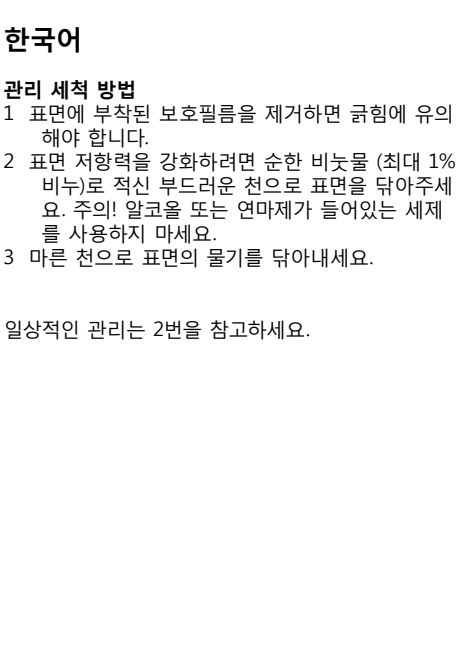 한국어
관리 세척 방법
1 표면에 부착된 보호필름을 제거하면 긁힘에 유의
해야 합니다.
2 표면 저항력을 강화하려면 순한 비눗물 (최대 1%
비누)로 적신 부드러운 천으로 표면을 닦아주세
요. 주의! 알코올 또는 연마제가 들어있는 세제
를 사용하지 마세요.
3 마른 천으로 표면의 물기를 닦아내세요.
일상적인 관리는 2번을 참고하세요.